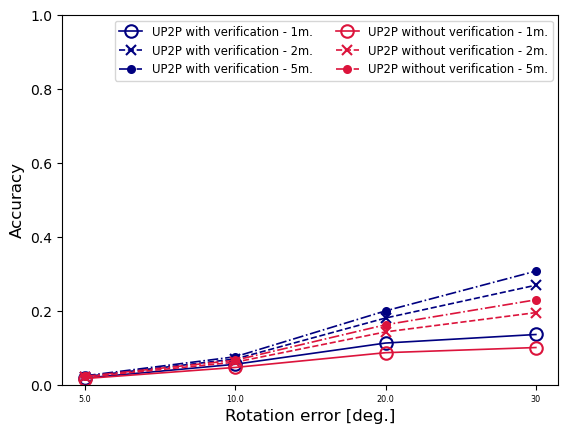 UP2P with verification - 1m.
UP2P with verification - 2m.
UP2P with verification - 5m.
UP2P without verification - 1m.
UP2P without verification - 2m.
UP2P without verification - 5m.
Accuracy
1.0
0.8
0.6
0.4
0.2
0.0
5.0 10.0 20.0 30
Rotation error [deg.]